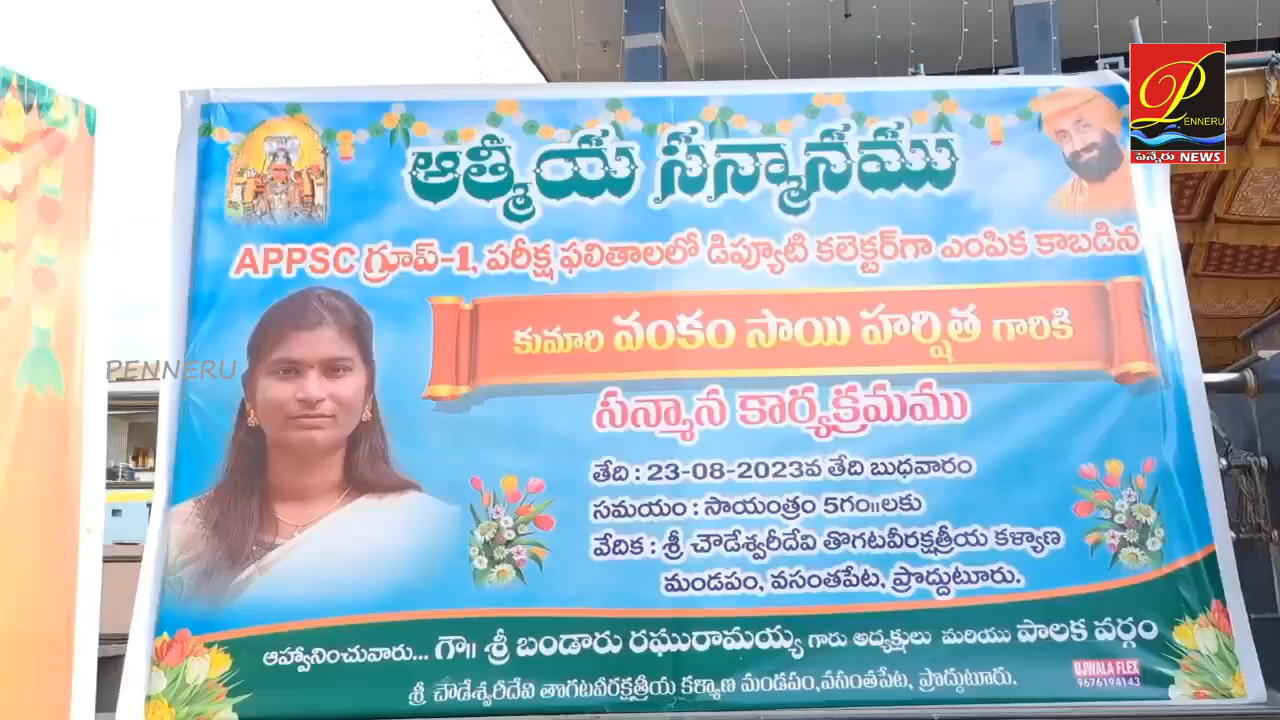 PENNERU
పెన్నేరు NEWS
ఆత్మీయ సన్మానము
APPSC గ్రూప్-1, పరీక్ష ఫలితాలలో డిప్యూటి కలెక్టర్‌గా ఎంపిక కాబడిన
కుమారి వంకం సాయి హర్షిత గారికి
PENNERU
సన్మాన కార్యక్రమము
తేది : 23-08-2023వ తేది బుధవారం
సమయం : సాయంత్రం 5గం॥లకు
వేదిక : శ్రీ చౌడేశ్వరీదేవి తొగటవీరక్షత్రీయ కళ్యాణ
మండపం, వసంతపేట, ప్రొద్దుటూరు.
ఆహ్వానించువారు... గౌ॥ శ్రీ బండారు రఘురామయ్య గారు అధ్యక్షులు మరియు పాలక వర్గం
శ్రీ చౌడేశ్వరీదేవి తొగటవీరక్షత్రీయ కళ్యాణ మండపం,వసంతపేట, ప్రొద్దుటూరు.
UJWALA FLEX
9676194143